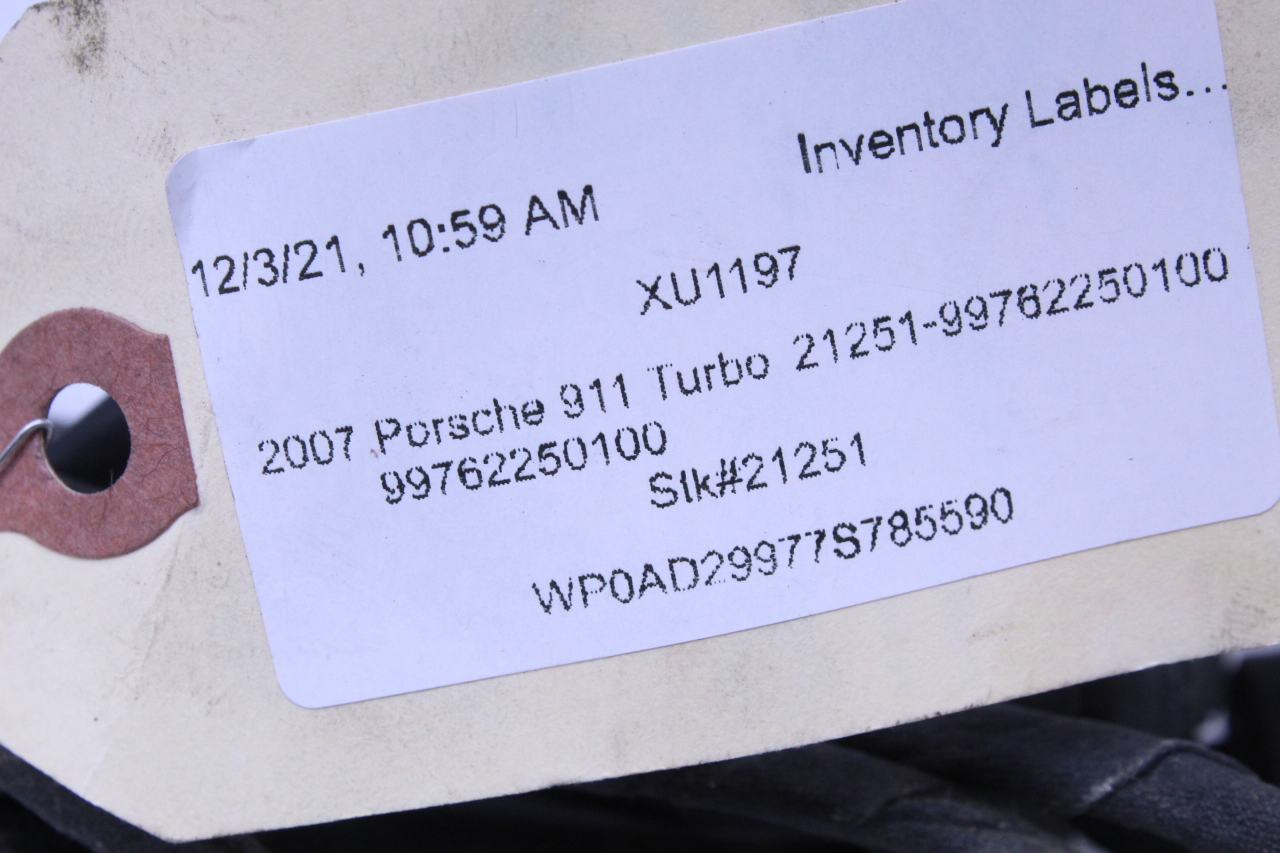 Inventory Labels...
12/3/21, 10:59 AM
XU1197
2007 Porsche 911 Turbo 21251-99762250100
99762250100
Stk#21251
WP0AD29977S785590